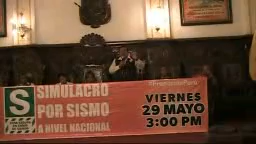 S
SIMULACRO
POR SISMO
A NIVEL NACIONAL
VIERNES
29 MAYO
3:00 PM